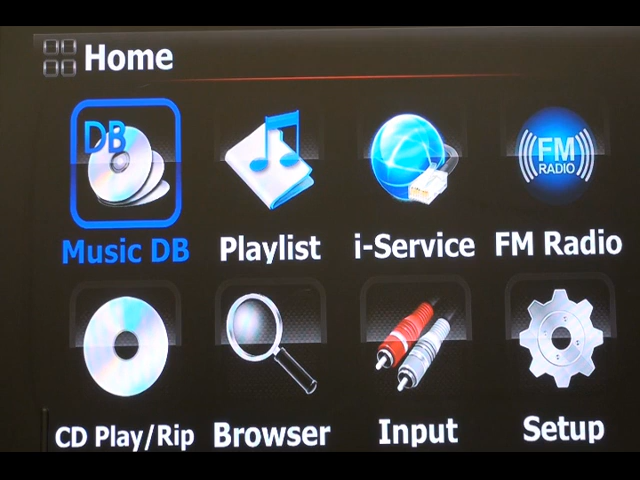 Home
DB
FM
RADIO
Music DB
Playlist
i-Service
FM Radio
CD Play/Rip
Browser
Input
Setup